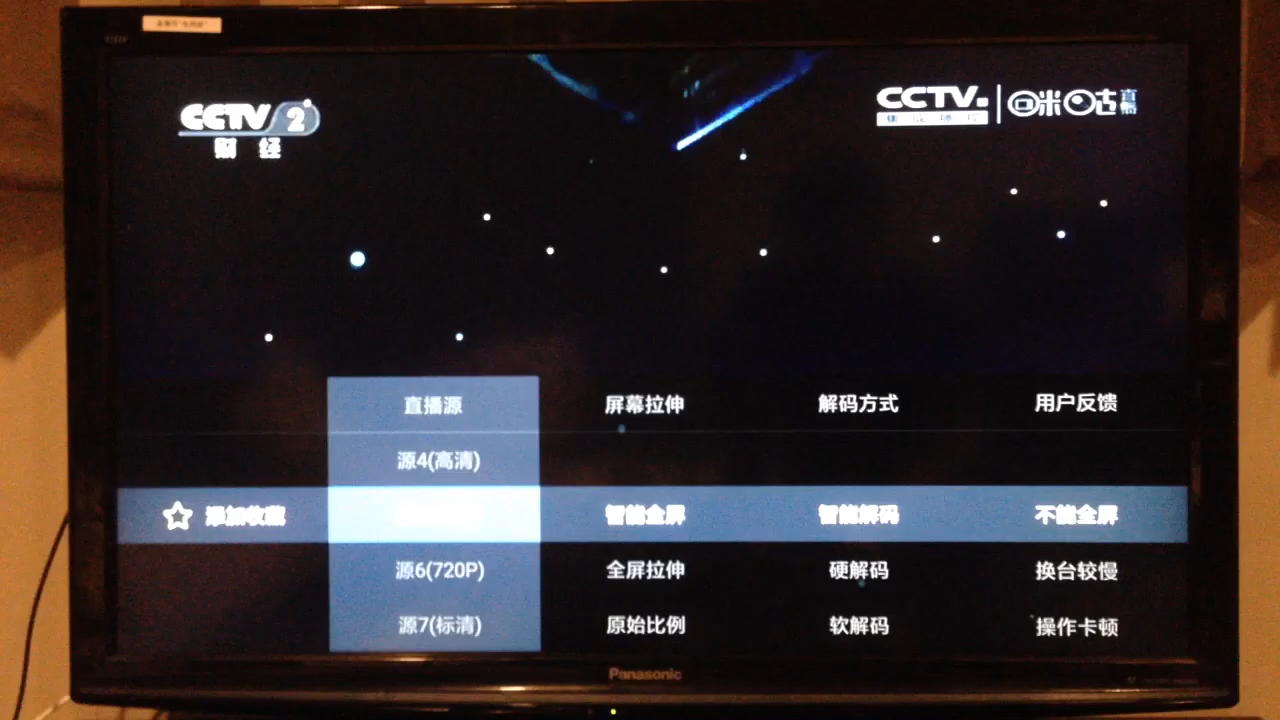 CCTV 2
财 经
CCTV.
咪咕直播
直播源 屏幕拉伸 解码方式 用户反馈
源4(高清)
添加收藏 智能全屏 智能解码 不能全屏
源6(720P) 全屏拉伸 硬解码 换台较慢
源7(标清) 原始比例 软解码 操作卡顿
Panasonic